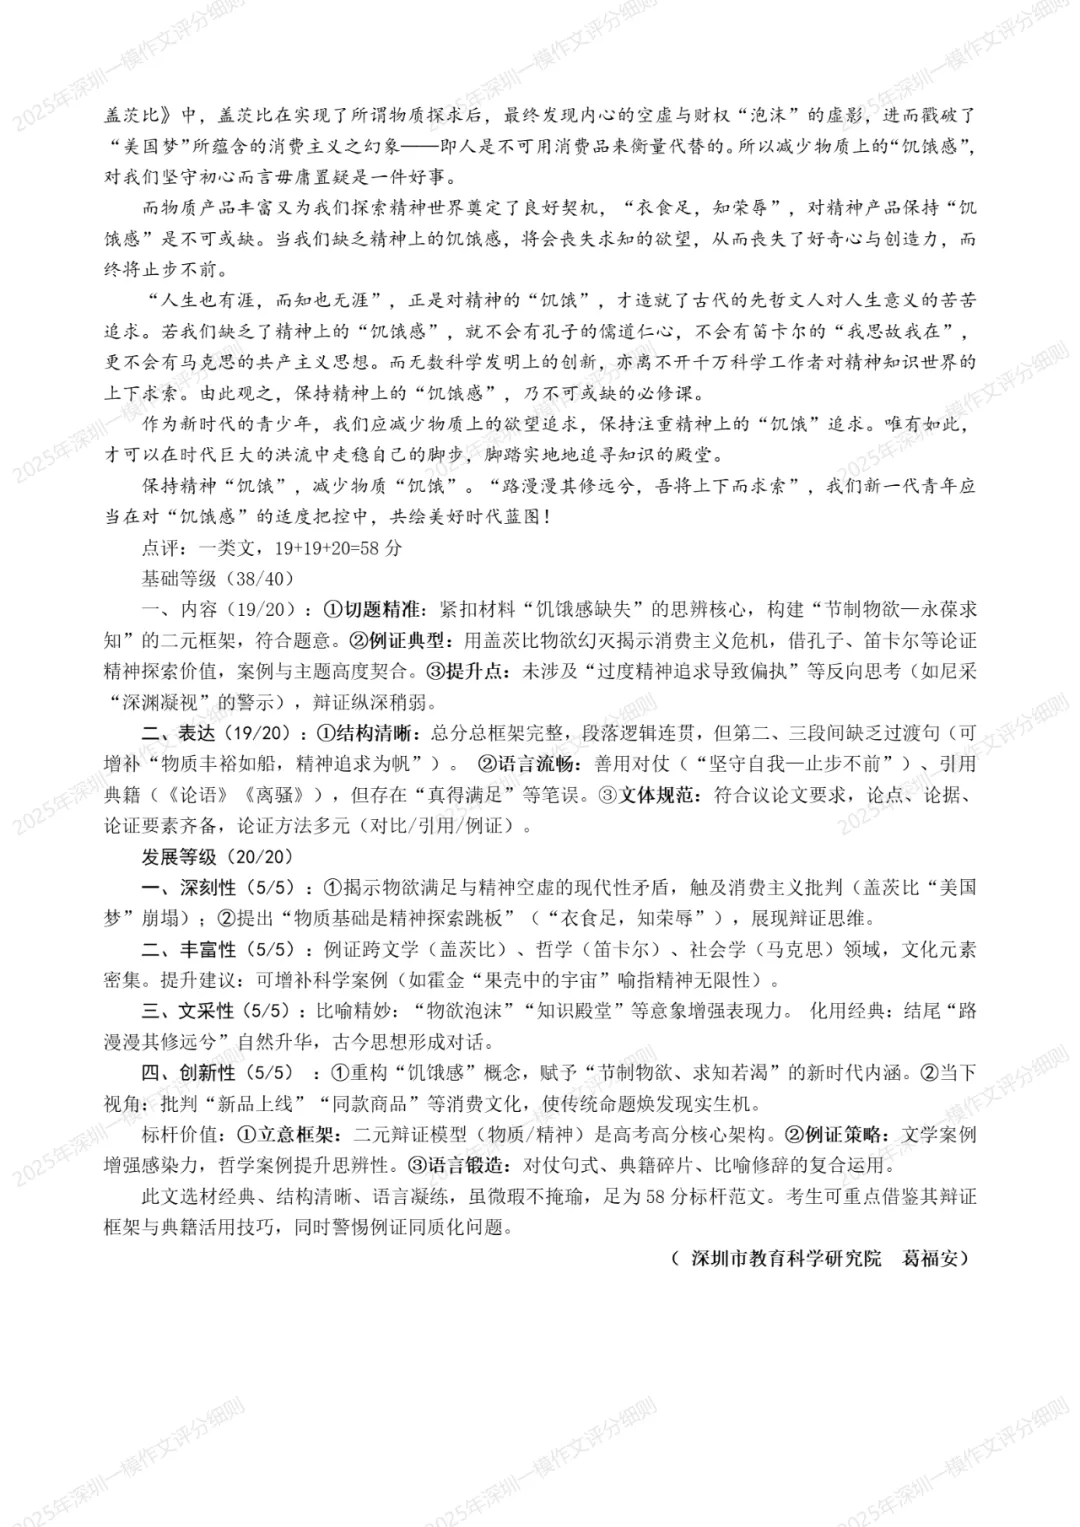 盖茨比》中，盖茨比在实现了所谓物质探求后，最终发现内心的空虚与财权“泡沫”的虚影，进而戳破了
“美国梦”所蕴含的消费主义之幻象——即人是不可用消费品来衡量代替的。所以减少物质上的“饥饿感”，
对我们坚守初心而言毋庸置疑是一件好事。
而物质产品丰富又为我们探索精神世界奠定了良好契机，“衣食足，知荣辱”，对精神产品保持“饥
饿感”是不可或缺。当我们缺乏精神上的饥饿感，将会丧失求知的欲望，从而丧失了好奇心与创造力，而
终将止步不前。
“人生也有涯，而知也无涯”，正是对精神的“饥饿”，才造就了古代的先哲文人对人生意义的苦苦
追求。若我们缺乏了精神上的“饥饿感”，就不会有孔子的儒道仁心，不会有笛卡尔的“我思故我在”，
更不会有马克思的共产主义思想。而无数科学发明上的创新，亦离不开千万科学工作者对精神知识世界的
上下求索。由此观之，保持精神上的“饥饿感”，乃不可或缺的必修课。
作为新时代的青少年，我们应减少物质上的欲望追求，保持注重精神上的“饥饿”追求。唯有如此，
才可以在时代巨大的洪流中走稳自己的脚步，脚踏实地地追寻知识的殿堂。
保持精神“饥饿”，减少物质“饥饿”。“路漫漫其修远兮，吾将上下而求索”，我们新一代青年应
当在对“饥饿感”的适度把控中，共绘美好时代蓝图！
点评：一类文，19+19+20=58 分
基础等级（38/40）
一、内容（19/20）：①切题精准：紧扣材料“饥饿感缺失”的思辨核心，构建“节制物欲—永葆求
知”的二元框架，符合题意。②例证典型：用盖茨比物欲幻灭揭示消费主义危机，借孔子、笛卡尔等论证
精神探索价值，案例与主题高度契合。③提升点：未涉及“过度精神追求导致偏执”等反向思考（如尼采
“深渊凝视”的警示），辩证纵深稍弱。
二、表达（19/20）：①结构清晰：总分总框架完整，段落逻辑连贯，但第二、三段间缺乏过渡句（可
增补“物质丰裕如船，精神追求为帆”）。 ②语言流畅：善用对仗（“坚守自我—止步不前”）、引用
典籍（《论语》《离骚》），但存在“真得满足”等笔误。③文体规范：符合议论文要求，论点、论据、
论证要素齐备，论证方法多元（对比/引用/例证）。
发展等级（20/20）
一、深刻性（5/5）：①揭示物欲满足与精神空虚的现代性矛盾，触及消费主义批判（盖茨比“美国
梦”崩塌）；②提出“物质基础是精神探索跳板”（“衣食足，知荣辱”），展现辩证思维。
二、丰富性（5/5）：例证跨文学（盖茨比）、哲学（笛卡尔）、社会学（马克思）领域，文化元素
密集。提升建议：可增补科学案例（如霍金“果壳中的宇宙”喻指精神无限性）。
三、文采性（5/5）：比喻精妙：“物欲泡沫”“知识殿堂”等意象增强表现力。 化用经典：结尾“路
漫漫其修远兮”自然升华，古今思想形成对话。
四、创新性（5/5） ：①重构“饥饿感”概念，赋予“节制物欲、求知若渴”的新时代内涵。②当下
视角：批判“新品上线”“同款商品”等消费文化，使传统命题焕发现实生机。
标杆价值：①立意框架：二元辩证模型（物质/精神）是高考高分核心架构。②例证策略：文学案例
增强感染力，哲学案例提升思辨性。③语言锻造：对仗句式、典籍碎片、比喻修辞的复合运用。
此文选材经典、结构清晰、语言凝练，虽微瑕不掩瑜，足为 58 分标杆范文。考生可重点借鉴其辩证
框架与典籍活用技巧，同时警惕例证同质化问题。
（ 深圳市教育科学研究院 葛福安）
2025年深圳一模作文评分细则